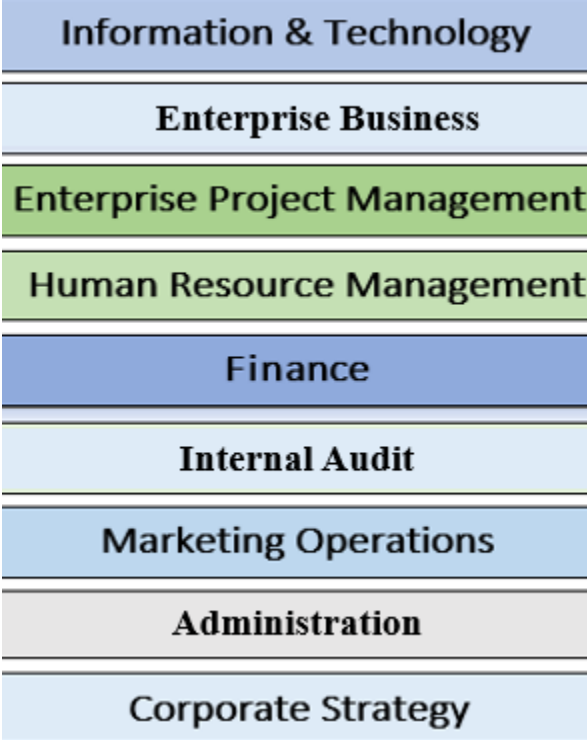 Information & Technology
Enterprise Business
Enterprise Project Management
Human Resource Management
Finance
Internal Audit
Marketing Operations
Administration
Corporate Strategy